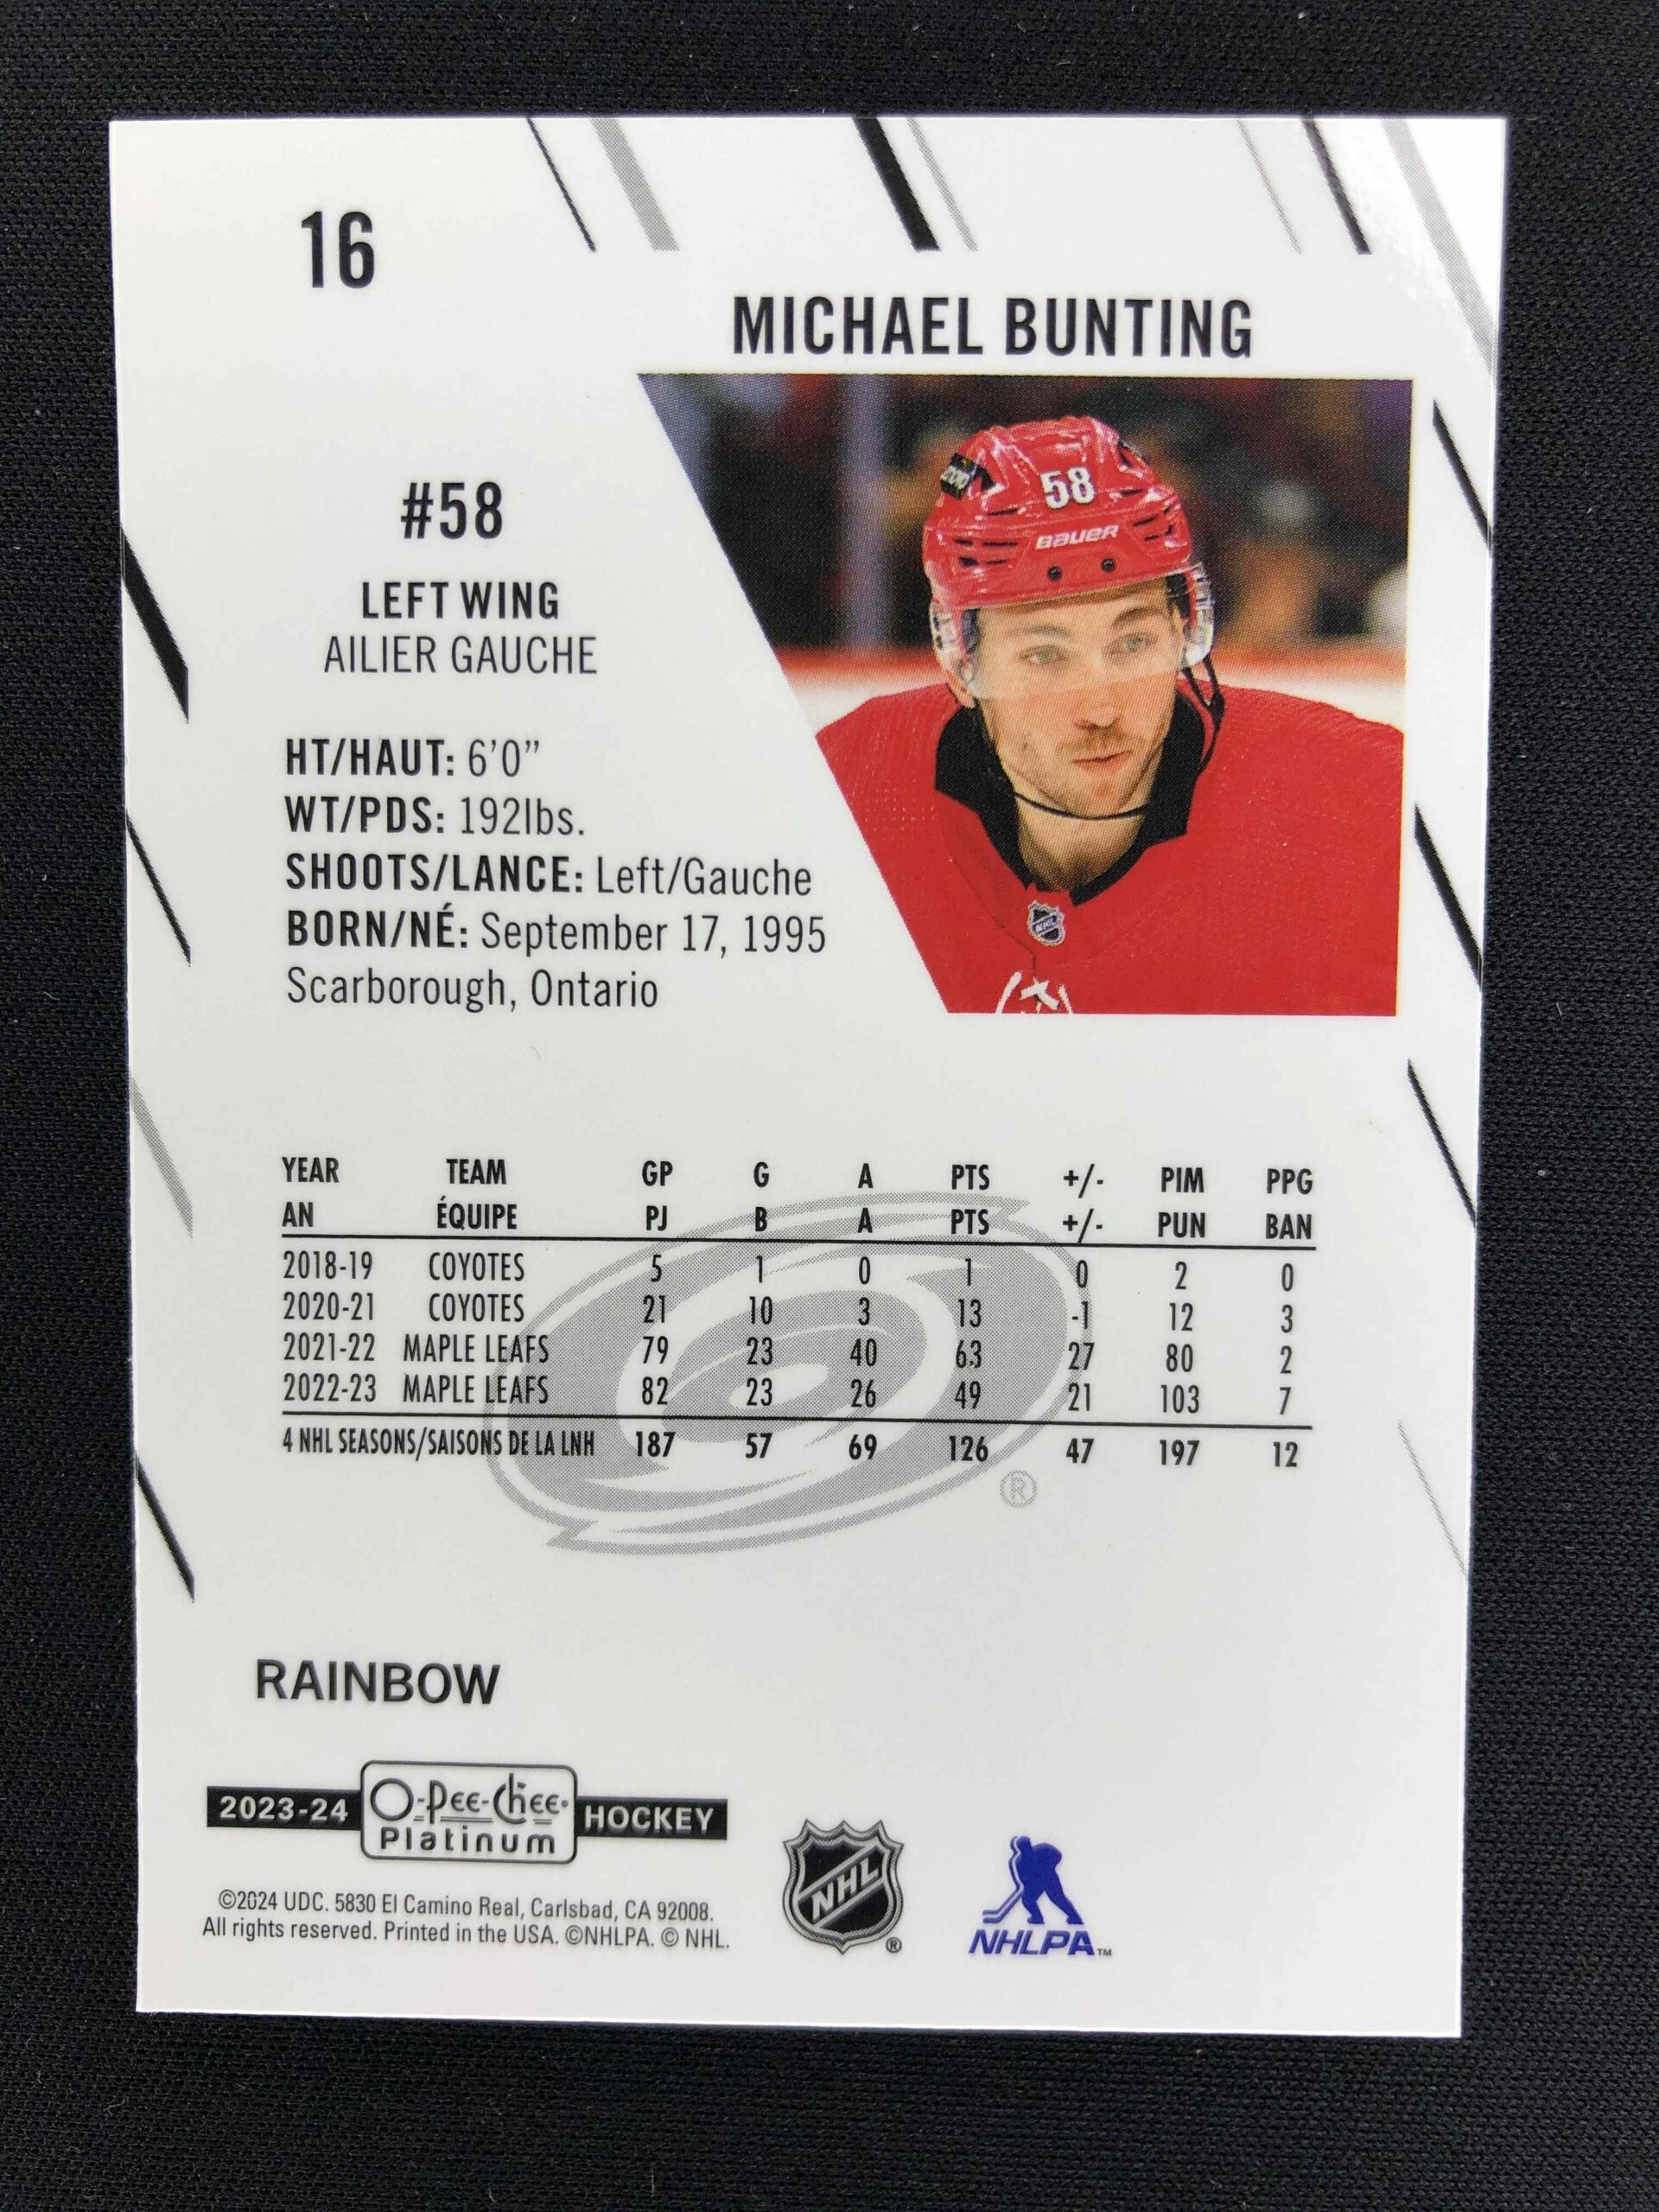 16
MICHAEL BUNTING
58
BAUER
#58
LEFT WING
AILIER GAUCHE
HT/HAUT: 6'0"
WT/PDS: 192lbs.
SHOOTS/LANCE: Left/Gauche
BORN/NÉ: September 17, 1995
Scarborough, Ontario
YEAR TEAM GP G A PTS +/- PIM PPG
AN ÉQUIPE PJ B A PTS +/- PUN BAN
2018-19 COYOTES 5 1 0 1 0 2 0
2020-21 COYOTES 21 10 3 13 -1 12 3
2021-22 MAPLE LEAFS 79 23 40 63 27 80 2
2022-23 MAPLE LEAFS 82 23 26 49 21 103 7
4 NHL SEASONS/SAISONS DE LA LNH 187 57 69 126 47 197 12
®
RAINBOW
2023-24 O-Pee-Chee Platinum HOCKEY
©2024 UDC. 5830 El Camino Real, Carlsbad, CA 92008.
All rights reserved. Printed in the USA. ©NHLPA. © NHL.
NHL ®
NHLPA™